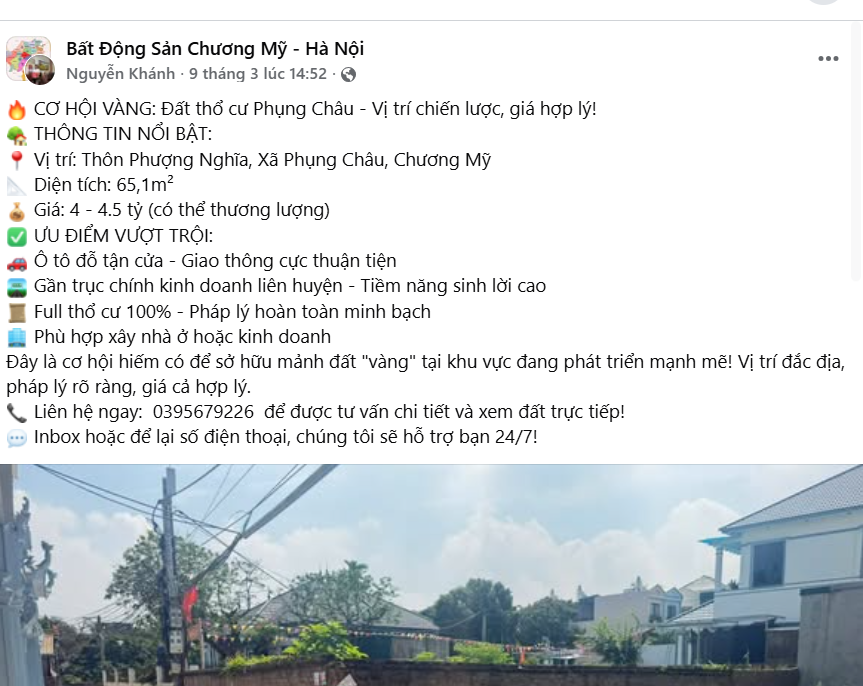 Bất Động Sản Chương Mỹ - Hà Nội
Nguyễn Khánh · 9 tháng 3 lúc 14:52 ·
🔥 CƠ HỘI VÀNG: Đất thổ cư Phụng Châu - Vị trí chiến lược, giá hợp lý!
🏡 THÔNG TIN NỔI BẬT:
📍 Vị trí: Thôn Phượng Nghĩa, Xã Phụng Châu, Chương Mỹ
📐 Diện tích: 65,1m²
💰 Giá: 4 - 4.5 tỷ (có thể thương lượng)
✅ ƯU ĐIỂM VƯỢT TRỘI:
🚗 Ô tô đỗ tận cửa - Giao thông cực thuận tiện
🏞 Gần trục chính kinh doanh liên huyện - Tiềm năng sinh lời cao
📜 Full thổ cư 100% - Pháp lý hoàn toàn minh bạch
🏢 Phù hợp xây nhà ở hoặc kinh doanh
Đây là cơ hội hiếm có để sở hữu mảnh đất "vàng" tại khu vực đang phát triển mạnh mẽ! Vị trí đắc địa,
pháp lý rõ ràng, giá cả hợp lý.
📞 Liên hệ ngay: 0395679226 để được tư vấn chi tiết và xem đất trực tiếp!
💬 Inbox hoặc để lại số điện thoại, chúng tôi sẽ hỗ trợ bạn 24/7!